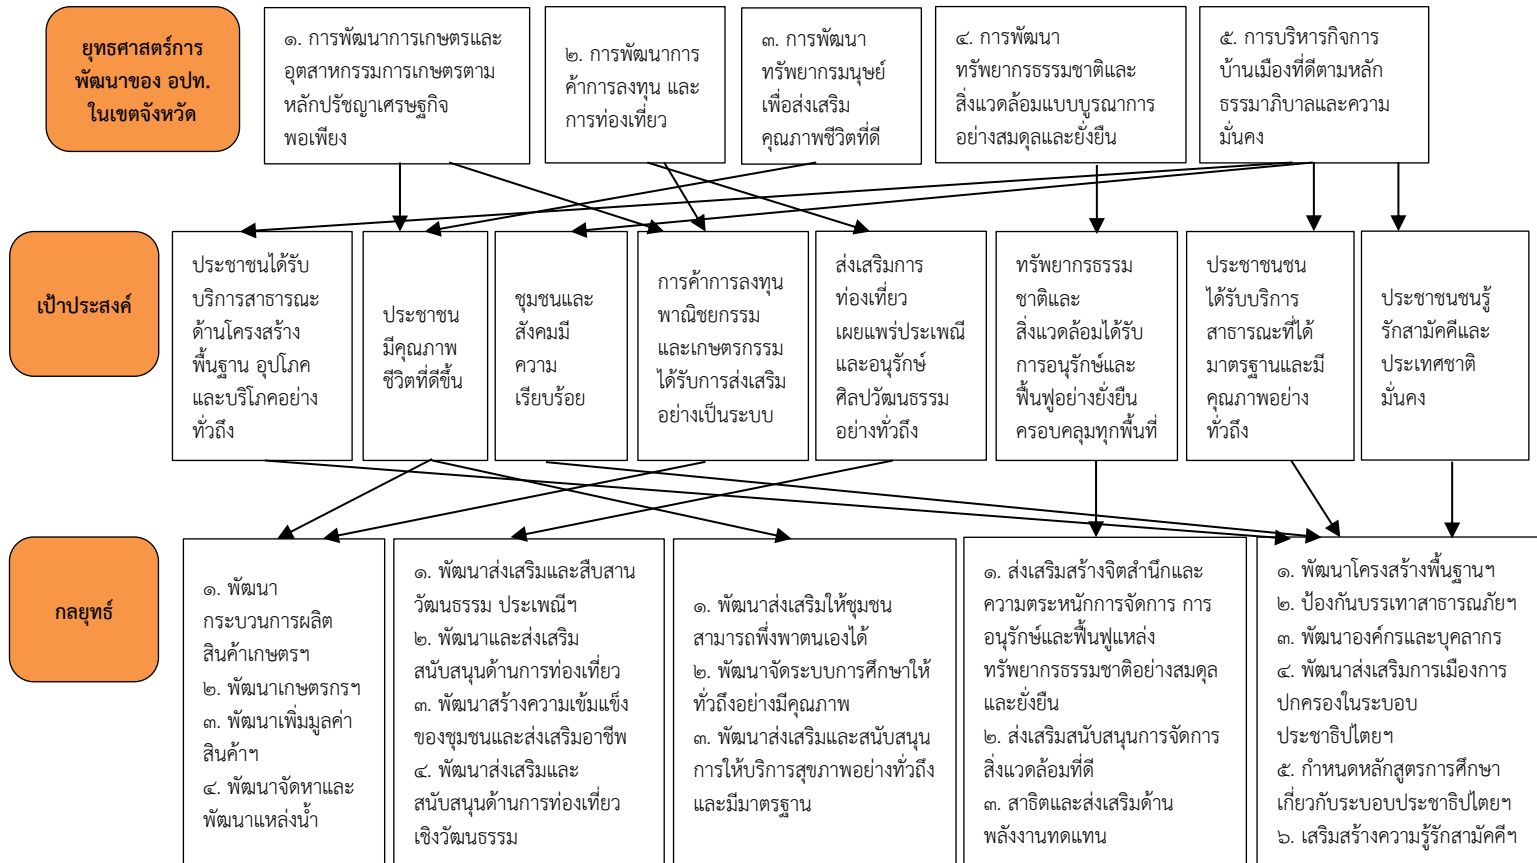 ยุทธศาสตร์การ
พัฒนาของ อปท.
ในเขตจังหวัด
๑. การพัฒนาการเกษตรและ
อุตสาหกรรมการเกษตรตาม
หลักปรัชญาเศรษฐกิจ
พอเพียง
๒. การพัฒนาการ
ค้าการลงทุน และ
การท่องเที่ยว
๓. การพัฒนา
ทรัพยากรมนุษย์
เพื่อส่งเสริม
คุณภาพชีวิตที่ดี
๔. การพัฒนา
ทรัพยากรธรรมชาติและ
สิ่งแวดล้อมแบบบูรณาการ
อย่างสมดุลและยั่งยืน
๕. การบริหารกิจการ
บ้านเมืองที่ดีตามหลัก
ธรรมาภิบาลและความ
มั่นคง
เป้าประสงค์
ประชาชนได้รับ
บริการสาธารณะ
ด้านโครงสร้าง
พื้นฐาน อุปโภค
และบริโภคอย่าง
ทั่วถึง
ประชาชน
มีคุณภาพ
ชีวิตที่ดีขึ้น
ชุมชนและ
สังคมมี
ความ
เรียบร้อย
การค้าการลงทุน
พาณิชยกรรม
และเกษตรกรรม
ได้รับการส่งเสริม
อย่างเป็นระบบ
ส่งเสริมการ
ท่องเที่ยว
เผยแพร่ประเพณี
และอนุรักษ์
ศิลปวัฒนธรรม
อย่างทั่วถึง
ทรัพยากรธรรม
ชาติและ
สิ่งแวดล้อมได้รับ
การอนุรักษ์และ
ฟื้นฟูอย่างยั่งยืน
ครอบคลุมทุกพื้นที่
ประชาชนชน
ได้รับบริการ
สาธารณะที่ได้
มาตรฐานและมี
คุณภาพอย่าง
ทั่วถึง
ประชาชนชนรู้
รักสามัคคีและ
ประเทศชาติ
มั่นคง
กลยุทธ์
๑. พัฒนา
กระบวนการผลิต
สินค้าเกษตรฯ
๒. พัฒนาเกษตรกรฯ
๓. พัฒนาเพิ่มมูลค่า
สินค้าฯ
๔. พัฒนาจัดหาและ
พัฒนาแหล่งน้ำ
๑. พัฒนาส่งเสริมและสืบสาน
วัฒนธรรม ประเพณีฯ
๒. พัฒนาและส่งเสริม
สนับสนุนด้านการท่องเที่ยว
๓. พัฒนาสร้างความเข้มแข็ง
ของชุมชนและส่งเสริมอาชีพ
๔. พัฒนาส่งเสริมและ
สนับสนุนด้านการท่องเที่ยว
เชิงวัฒนธรรม
๑. พัฒนาส่งเสริมให้ชุมชน
สามารถพึ่งพาตนเองได้
๒. พัฒนาจัดระบบการศึกษาให้
ทั่วถึงอย่างมีคุณภาพ
๓. พัฒนาส่งเสริมและสนับสนุน
การให้บริการสุขภาพอย่างทั่วถึง
และมีมาตรฐาน
๑. ส่งเสริมสร้างจิตสำนึกและ
ความตระหนักการจัดการ การ
อนุรักษ์และฟื้นฟูแหล่ง
ทรัพยากรธรรมชาติอย่างสมดุล
และยั่งยืน
๒. ส่งเสริมสนับสนุนการจัดการ
สิ่งแวดล้อมที่ดี
๓. สาธิตและส่งเสริมด้าน
พลังงานทดแทน
๑. พัฒนาโครงสร้างพื้นฐานฯ
๒. ป้องกันบรรเทาสาธารณภัยฯ
๓. พัฒนาองค์กรและบุคลากร
๔. พัฒนาส่งเสริมการเมืองการ
ปกครองในระบอบ
ประชาธิปไตยฯ
๕. กำหนดหลักสูตรการศึกษา
เกี่ยวกับระบอบประชาธิปไตยฯ
๖. เสริมสร้างความรู้รักสามัคคีฯ